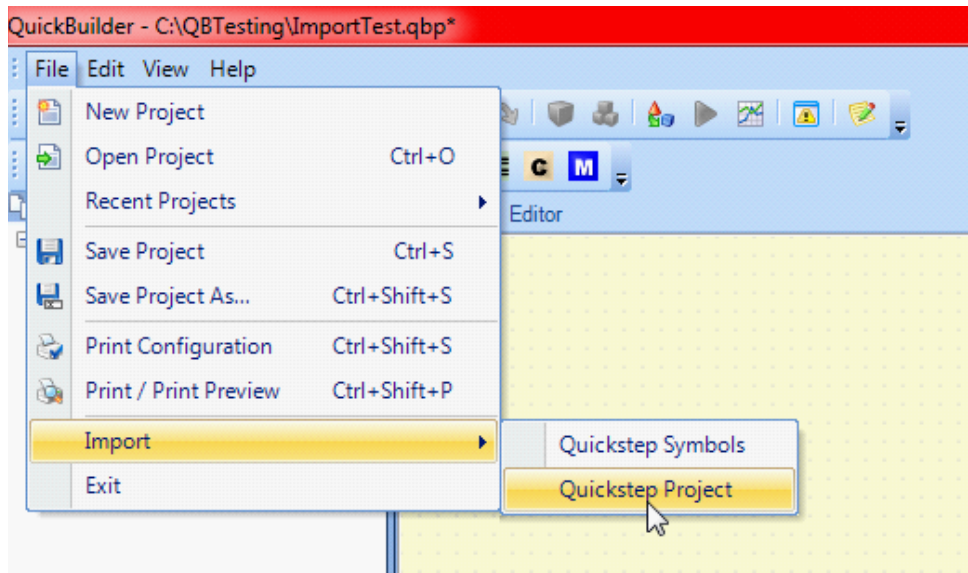 QuickBuilder - C:\QBTesting\ImportTest.qbp*
File Edit View Help
New Project
Open Project Ctrl+O
Recent Projects
Save Project Ctrl+S
Save Project As... Ctrl+Shift+S
Print Configuration Ctrl+Shift+S
Print / Print Preview Ctrl+Shift+P
Import
Exit
Quickstep Symbols
Quickstep Project
C M
Editor